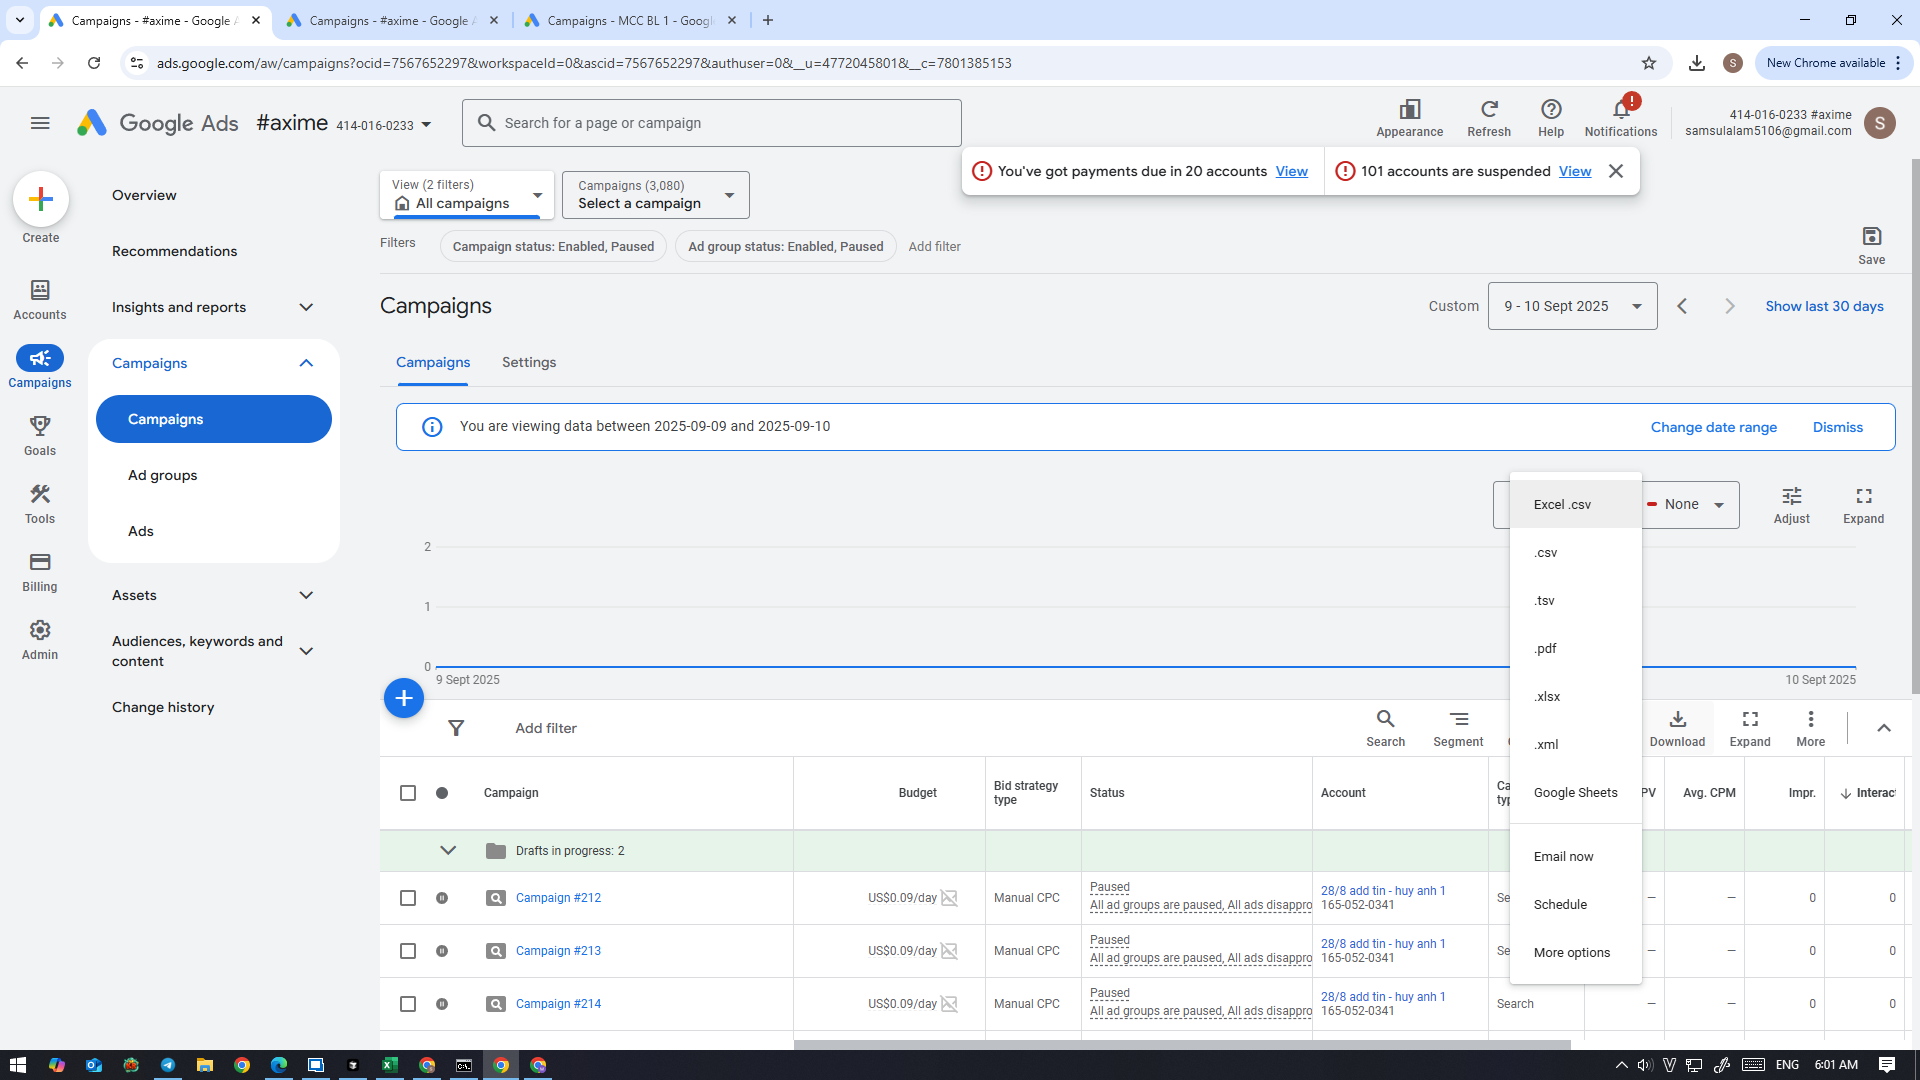 Campaigns - #axime - Google A
Campaigns - #axime - Google A
Campaigns - MCC BL 1 - Google
ads.google.com/aw/campaigns?ocid=7567652297&workspaceId=0&ascid=7567652297&authuser=0&__u=4772045801&__c=7801385153
S
New Chrome available
Google Ads
#axime 414-016-0233
Search for a page or campaign
Appearance
Refresh
Help
!
Notifications
414-016-0233 #axime
samsulalam5106@gmail.com
S
You've got payments due in 20 accounts View
101 accounts are suspended View
Create
Accounts
Campaigns
Goals
Tools
Billing
Admin
Overview
Recommendations
Insights and reports
Campaigns
Campaigns
Ad groups
Ads
Assets
Audiences, keywords and
content
Change history
View (2 filters)
All campaigns
Campaigns (3,080)
Select a campaign
Filters
Campaign status: Enabled, Paused
Ad group status: Enabled, Paused
Add filter
Save
Campaigns
Custom
9 - 10 Sept 2025
Show last 30 days
Campaigns
Settings
You are viewing data between 2025-09-09 and 2025-09-10
Change date range
Dismiss
None
Adjust
Expand
2
1
0
9 Sept 2025
10 Sept 2025
Excel .csv
.csv
.tsv
.pdf
.xlsx
.xml
Google Sheets
Email now
Schedule
More options
Add filter
Search
Segment
Download
Expand
More
Campaign
Budget
Bid strategy
type
Status
Account
Ca
typ
PV
Avg. CPM
Impr.
Interac
Drafts in progress: 2
Campaign #212
US$0.09/day
Manual CPC
Paused
All ad groups are paused, All ads disappro
28/8 add tin - huy anh 1
165-052-0341
Se
—
—
0
0
Campaign #213
US$0.09/day
Manual CPC
Paused
All ad groups are paused, All ads disappro
28/8 add tin - huy anh 1
165-052-0341
Se
—
—
0
0
Campaign #214
US$0.09/day
Manual CPC
Paused
All ad groups are paused, All ads disappro
28/8 add tin - huy anh 1
165-052-0341
Search
—
—
0
0
ENG
6:01 AM